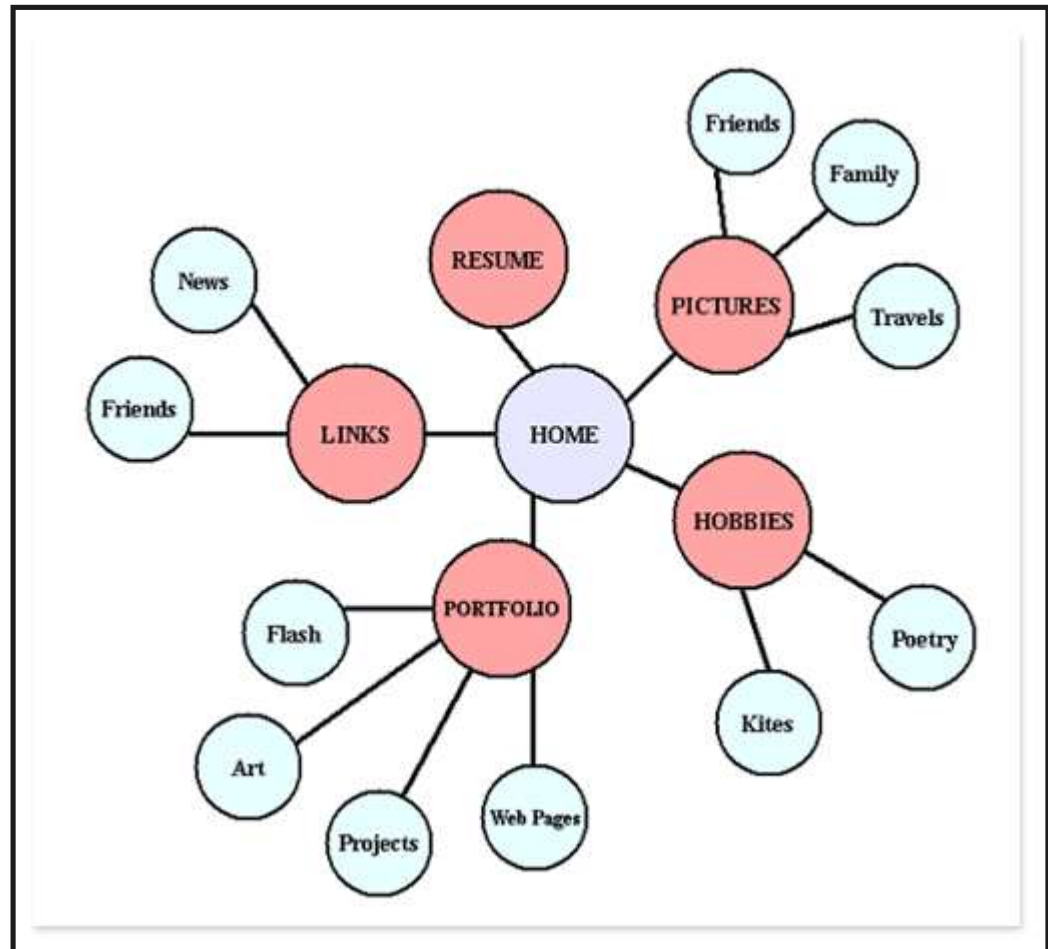 Friends
Family
RESUME
News
PICTURES
Travels
Friends
LINKS
HOME
HOBBIES
PORTFOLIO
Flash
Poetry
Kites
Art
Web Pages
Projects